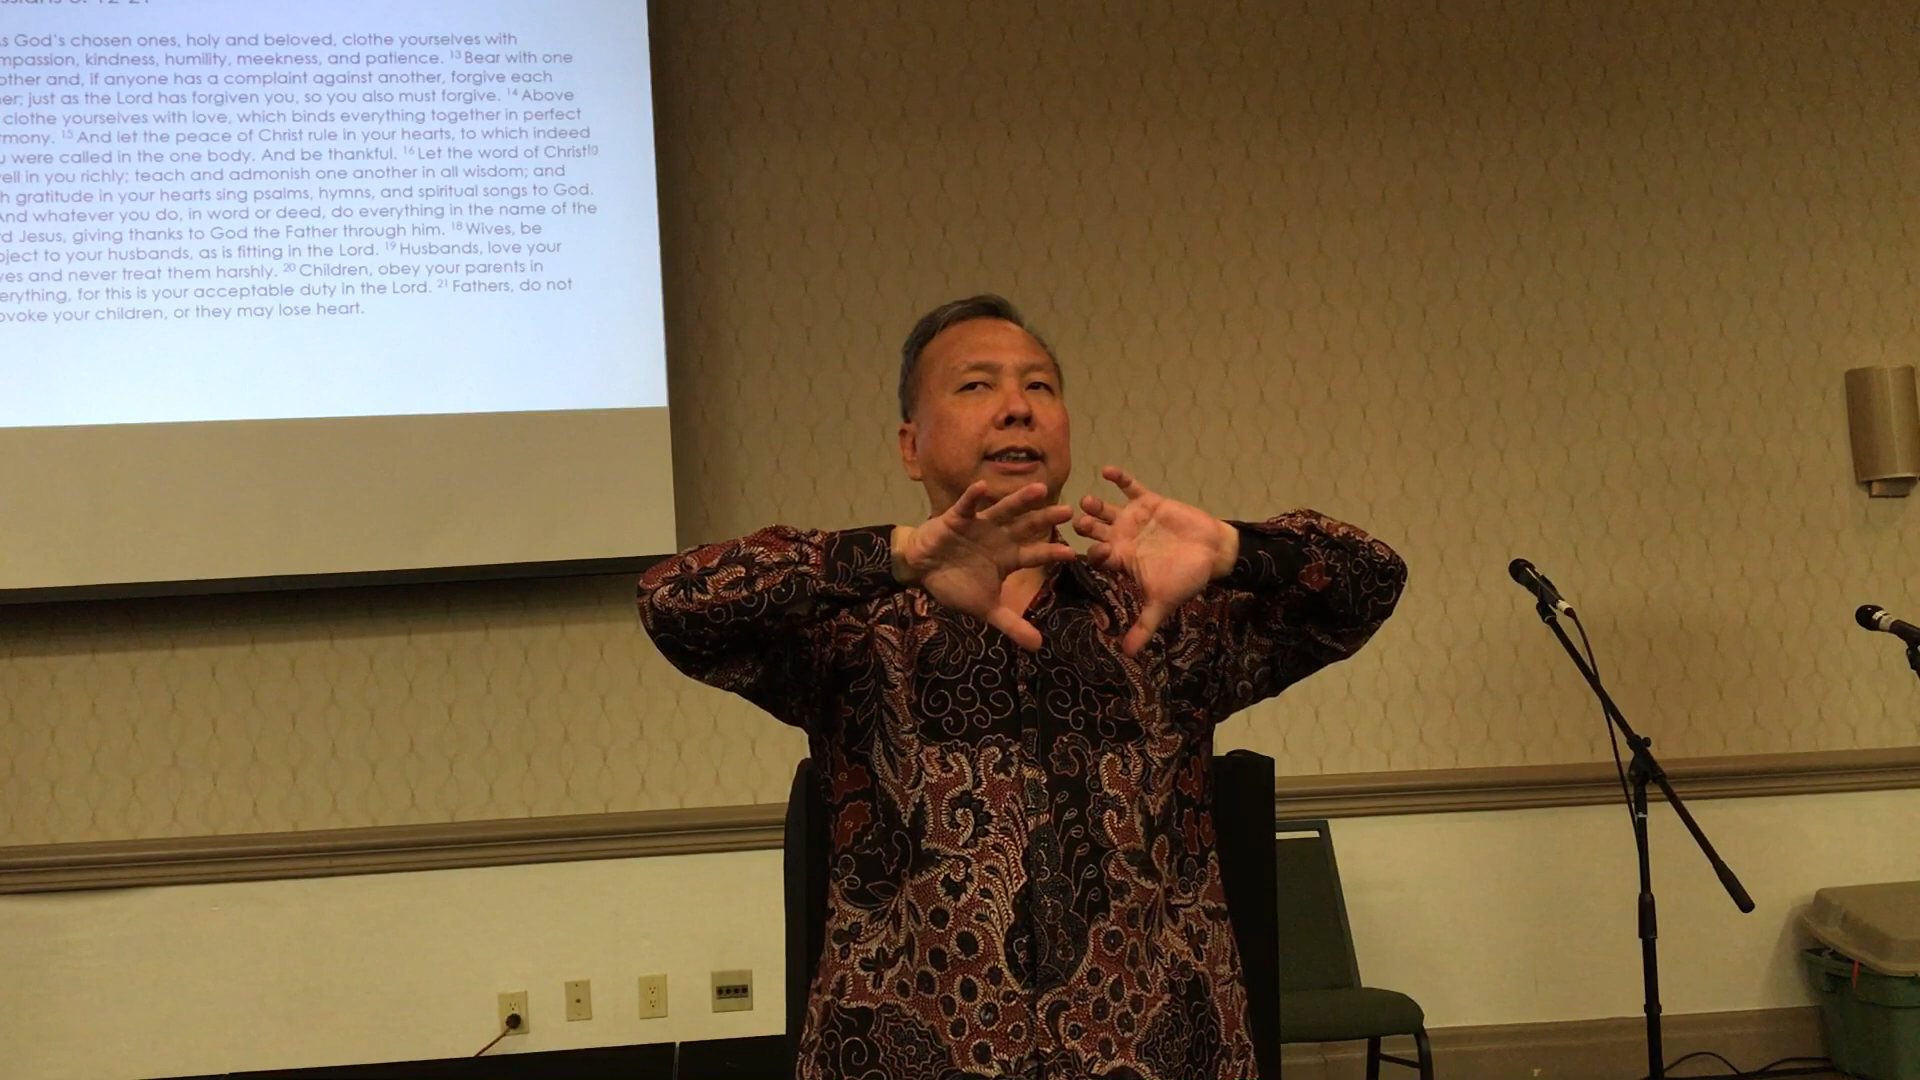 ssians 3: 12-21
s God's chosen ones, holy and beloved, clothe yourselves with
mpassion, kindness, humility, meekness, and patience. 13 Bear with one
other and, if anyone has a complaint against another, forgive each
er; just as the Lord has forgiven you, so you also must forgive. 14 Above
clothe yourselves with love, which binds everything together in perfect
rmony. 15 And let the peace of Christ rule in your hearts, to which indeed
u were called in the one body. And be thankful. 16 Let the word of Christ
ell in you richly; teach and admonish one another in all wisdom; and
h gratitude in your hearts sing psalms, hymns, and spiritual songs to God.
And whatever you do, in word or deed, do everything in the name of the
d Jesus, giving thanks to God the Father through him. 18 Wives, be
bject to your husbands, as is fitting in the Lord. 19 Husbands, love your
ves and never treat them harshly. 20 Children, obey your parents in
erything, for this is your acceptable duty in the Lord. 21 Fathers, do not
ovoke your children, or they may lose heart.